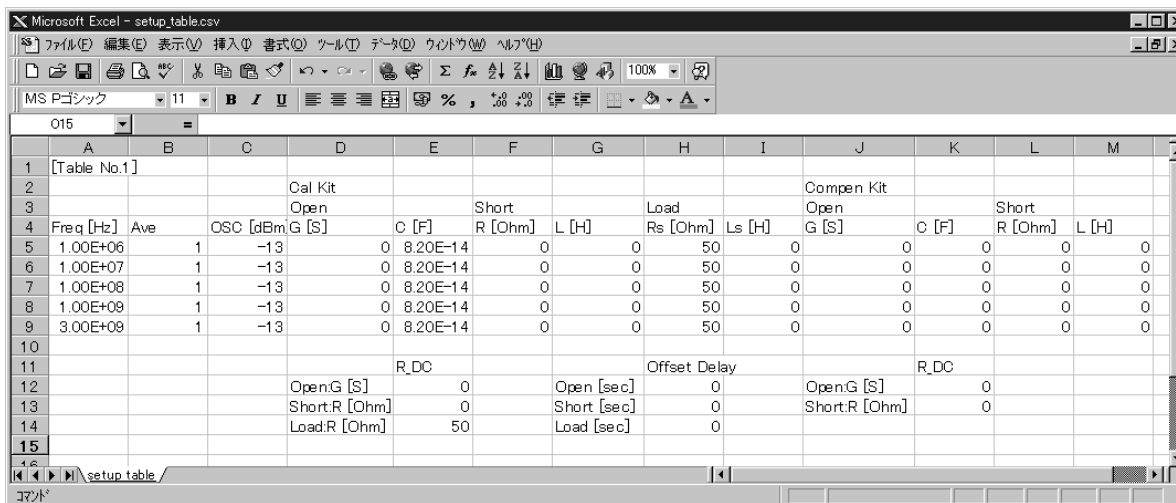 Microsoft Excel - setup_table.csv
ファイル(F) 編集(E) 表示(V) 挿入(I) 書式(O) ツール(T) データ(D) ウィンドウ(W) ヘルプ(H)
100%
MS Pゴシック 11 B I U
O15 =
A B C D E F G H I J K L M
1 [Table No.1]
2 Cal Kit Compen Kit
3 Open Short Load Open Short
4 Freq [Hz] Ave OSC [dBm] G [S] C [F] R [Ohm] L [H] Rs [Ohm] Ls [H] G [S] C [F] R [Ohm] L [H]
5 1.00E+06 1 -13 0 8.20E-14 0 0 50 0 0 0 0 0
6 1.00E+07 1 -13 0 8.20E-14 0 0 50 0 0 0 0 0
7 1.00E+08 1 -13 0 8.20E-14 0 0 50 0 0 0 0 0
8 1.00E+09 1 -13 0 8.20E-14 0 0 50 0 0 0 0 0
9 3.00E+09 1 -13 0 8.20E-14 0 0 50 0 0 0 0 0
10
11 R_DC Offset Delay R_DC
12 Open:G [S] 0 Open [sec] 0 Open:G [S] 0
13 Short:R [Ohm] 0 Short [sec] 0 Short:R [Ohm] 0
14 Load:R [Ohm] 50 Load [sec] 0
15
16
setup table
コマンド